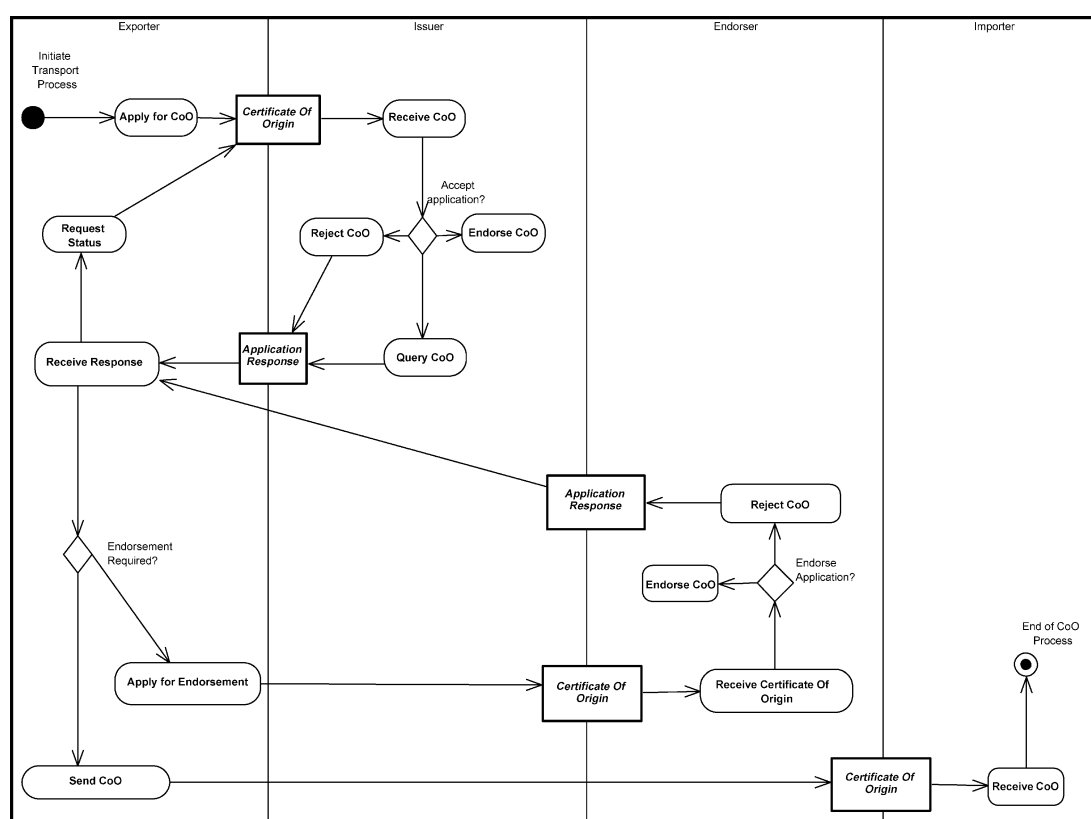 Exporter
Issuer
Endorser
Importer
Initiate
Transport
Process
Apply for CoO
Certificate Of
Origin
Receive CoO
Accept
application?
Request
Status
Reject CoO
Endorse CoO
Receive Response
Application
Response
Query CoO
Application
Response
Reject CoO
Endorsement
Required?
Endorse CoO
Endorse
Application?
End of CoO
Process
Apply for Endorsement
Certificate Of
Origin
Receive Certificate Of
Origin
Send CoO
Certificate Of
Origin
Receive CoO